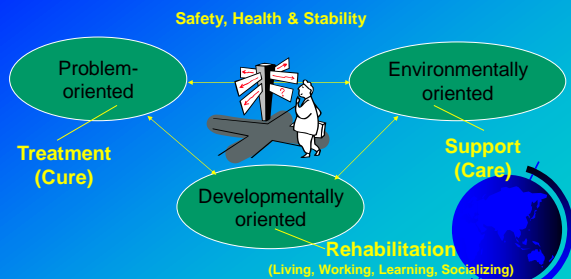 Safety, Health & Stability
Problem-
oriented
Environmentally
oriented
Treatment
(Cure)
Support
(Care)
Developmentally
oriented
Rehabilitation
(Living, Working, Learning, Socializing)
?